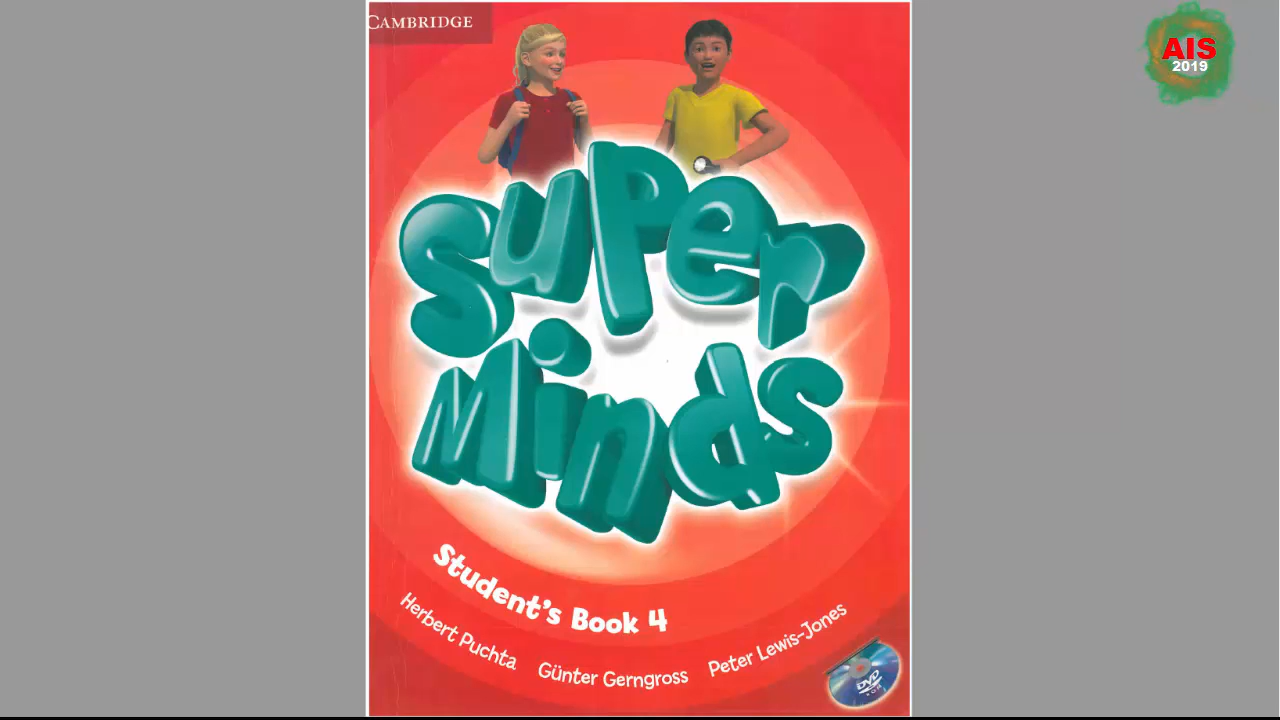 CAMBRIDGE
AIS
2019
Super
Minds
Student's Book 4
Herbert Puchta
Günter Gerngross
Peter Lewis-Jones
DVD